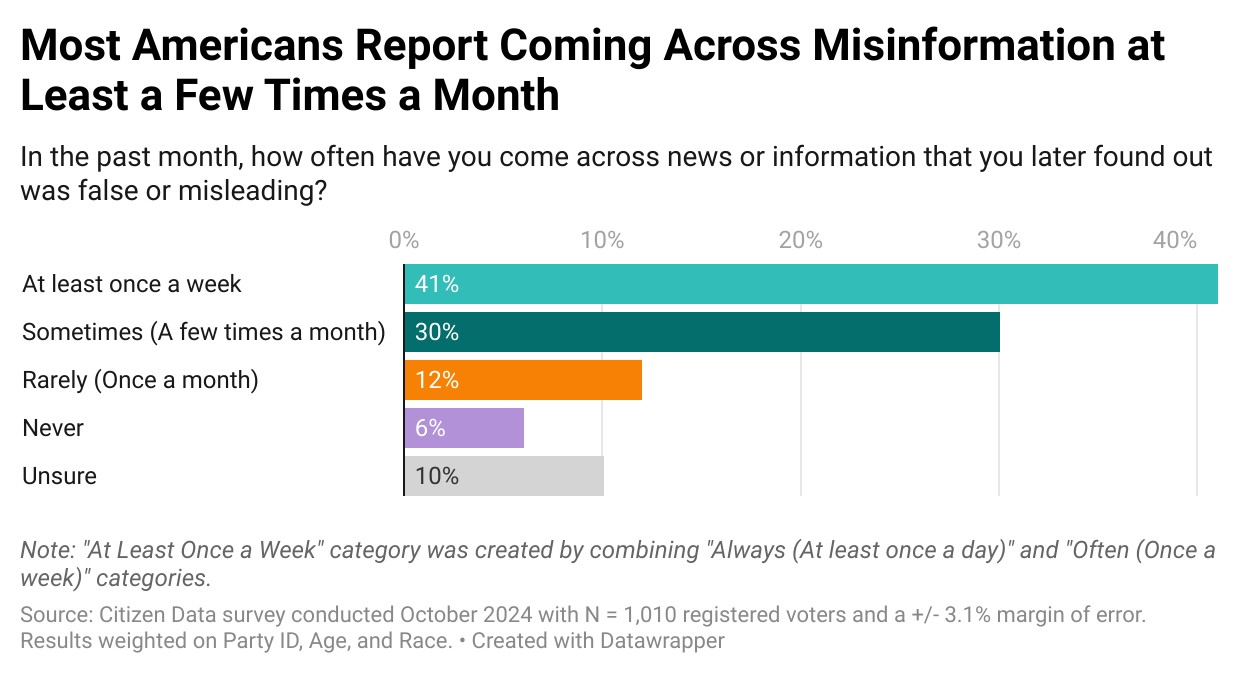 Most Americans Report Coming Across Misinformation at
Least a Few Times a Month
In the past month, how often have you come across news or information that you later found out
was false or misleading?
0% 10% 20% 30% 40%
At least once a week 41%
Sometimes (A few times a month) 30%
Rarely (Once a month) 12%
Never 6%
Unsure 10%
Note: "At Least Once a Week" category was created by combining "Always (At least once a day)" and "Often (Once a
week)" categories.
Source: Citizen Data survey conducted October 2024 with N = 1,010 registered voters and a +/- 3.1% margin of error.
Results weighted on Party ID, Age, and Race. • Created with Datawrapper